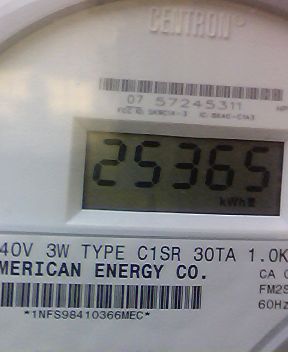 CENTRON®
07 57245311
25365
kWh
40V 3W TYPE C1SR 30TA 1.0K
MERICAN ENERGY CO.
CA
FM2S
60Hz
*1NFS98410366MEC*